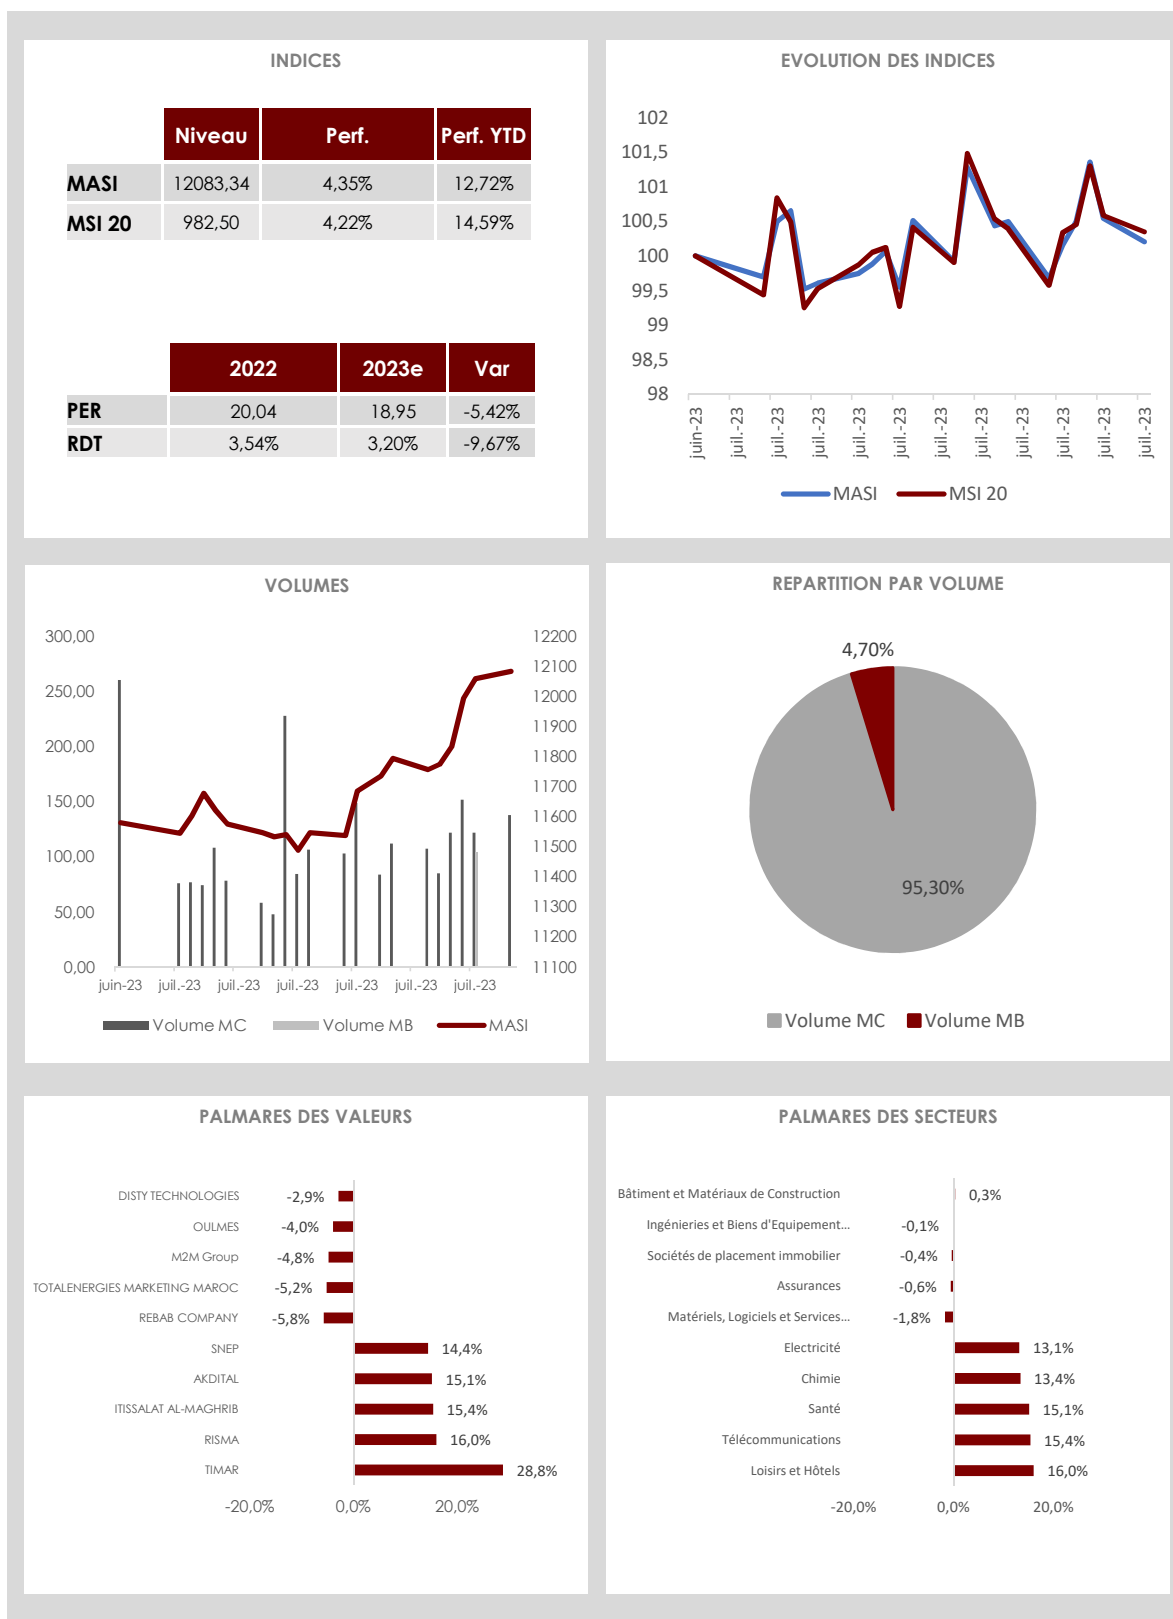 INDICES
Niveau Perf. Perf. YTD
MASI 12083,34 4,35% 12,72%
MSI 20 982,50 4,22% 14,59%
2022 2023e Var
PER 20,04 18,95 -5,42%
RDT 3,54% 3,20% -9,67%
EVOLUTION DES INDICES
102
101,5
101
100,5
100
99,5
99
98,5
98
juin-23 juil.-23 juil.-23 juil.-23 juil.-23 juil.-23 juil.-23 juil.-23 juil.-23 juil.-23 juil.-23 juil.-23
MASI MSI 20
VOLUMES
300,00 12200
250,00 12100
200,00 12000
150,00 11900
100,00 11800
50,00 11700
0,00 11600
11500
11400
11300
11200
11100
juin-23 juil.-23 juil.-23 juil.-23 juil.-23 juil.-23 juil.-23
Volume MC Volume MB MASI
REPARTITION PAR VOLUME
4,70%
95,30%
Volume MC Volume MB
PALMARES DES VALEURS
DISTY TECHNOLOGIES -2,9%
OULMES -4,0%
M2M Group -4,8%
TOTALENERGIES MARKETING MAROC -5,2%
REBAB COMPANY -5,8%
SNEP 14,4%
AKDITAL 15,1%
ITISSALAT AL-MAGHRIB 15,4%
RISMA 16,0%
TIMAR 28,8%
-20,0% 0,0% 20,0%
PALMARES DES SECTEURS
Bâtiment et Matériaux de Construction 0,3%
Ingénieries et Biens d'Equipement... -0,1%
Sociétés de placement immobilier -0,4%
Assurances -0,6%
Matériels, Logiciels et Services... -1,8%
Electricité 13,1%
Chimie 13,4%
Santé 15,1%
Télécommunications 15,4%
Loisirs et Hôtels 16,0%
-20,0% 0,0% 20,0%